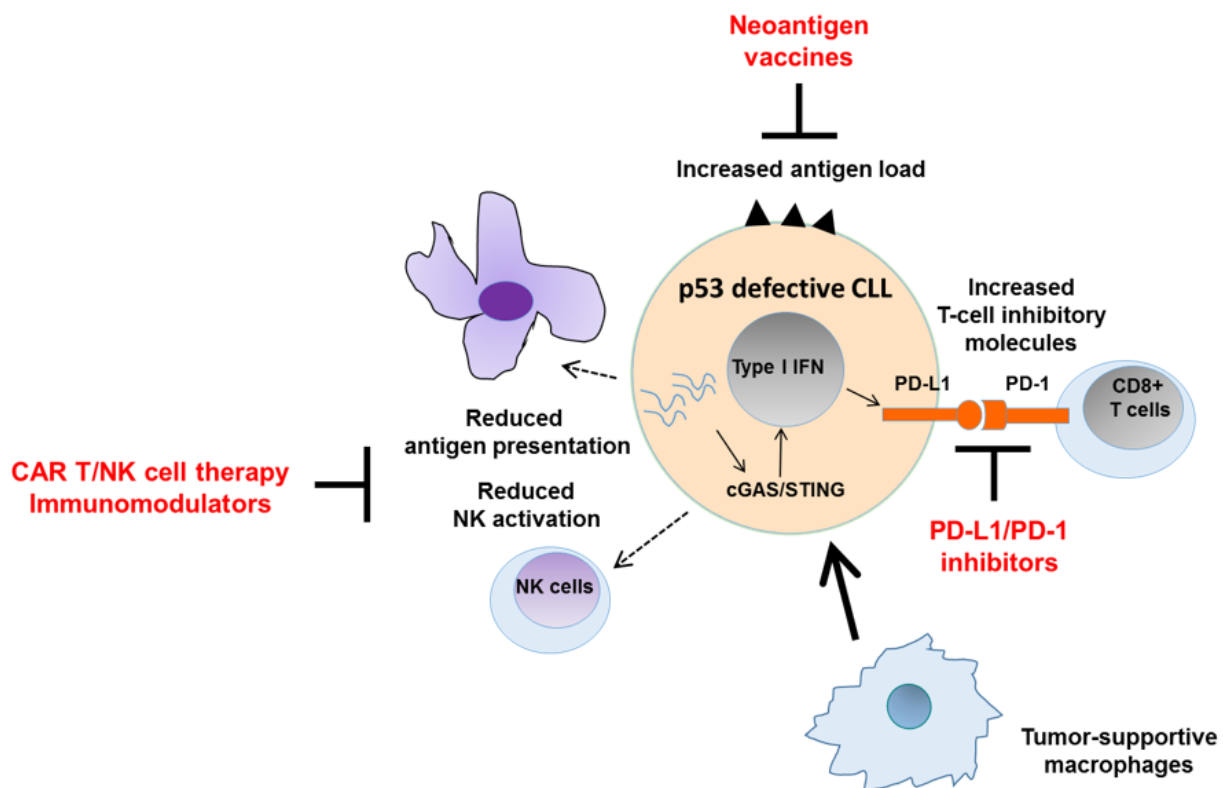 Neoantigen
vaccines
Increased antigen load
p53 defective CLL
Increased
T-cell inhibitory
molecules
Type I IFN
PD-L1
PD-1
CD8+
T cells
Reduced
antigen presentation
cGAS/STING
CAR T/NK cell therapy
Immunomodulators
Reduced
NK activation
PD-L1/PD-1
inhibitors
NK cells
Tumor-supportive
macrophages